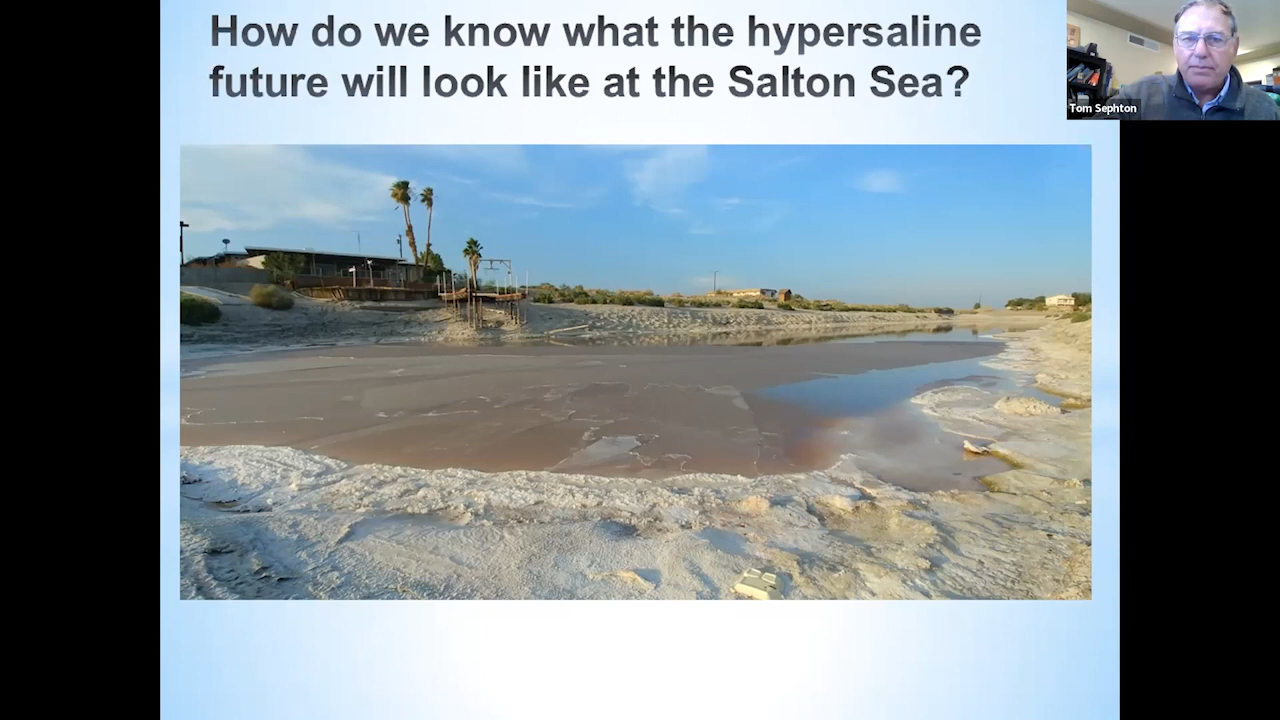 How do we know what the hypersaline
future will look like at the Salton Sea?
Tom Sephton